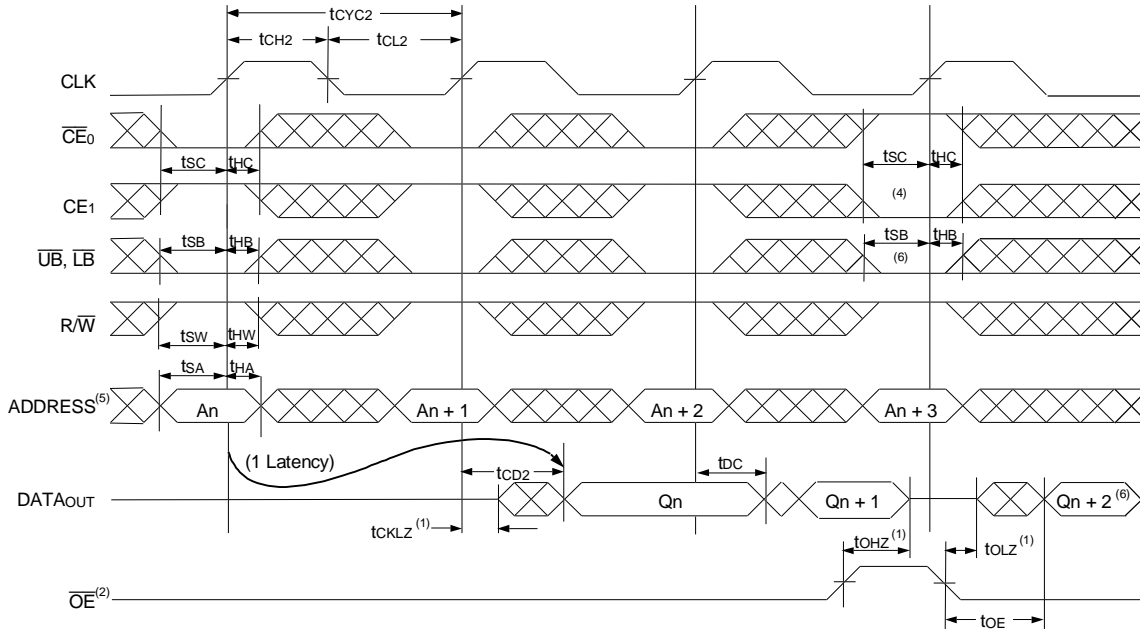 tCYC2
tCH2 tCL2
CLK
CE0
tSC tHC tSC tHC
CE1 (4)
tSB tHB tSB tHB
UB, LB (6)
R/W
tSW tHW
tSA tHA
ADDRESS(5) An An + 1 An + 2 An + 3
(1 Latency) tCD2 tDC
DATAOUT Qn Qn + 1 Qn + 2(6)
tCKLZ(1) tOHZ(1) tOLZ(1)
OE(2)
tOE